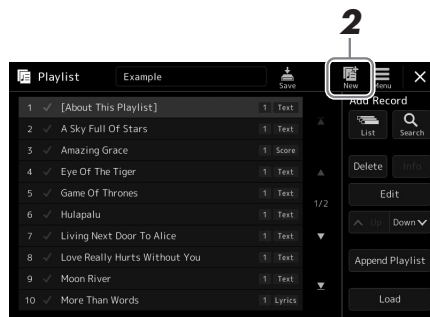 2
Playlist Example Save New Menu
1 [About This Playlist] 1 Text
2 A Sky Full Of Stars 1 Text
3 Amazing Grace 1 Score
4 Eye Of The Tiger 1 Text
5 Game Of Thrones 1 Text
6 Hulapalu 1 Text
7 Living Next Door To Alice 1 Text
8 Love Really Hurts Without You 1 Text
9 Moon River 1 Text
10 More Than Words 1 Lyrics
1/2
Add Record
List Search
Delete Info
Edit
Up Down
Append Playlist
Load